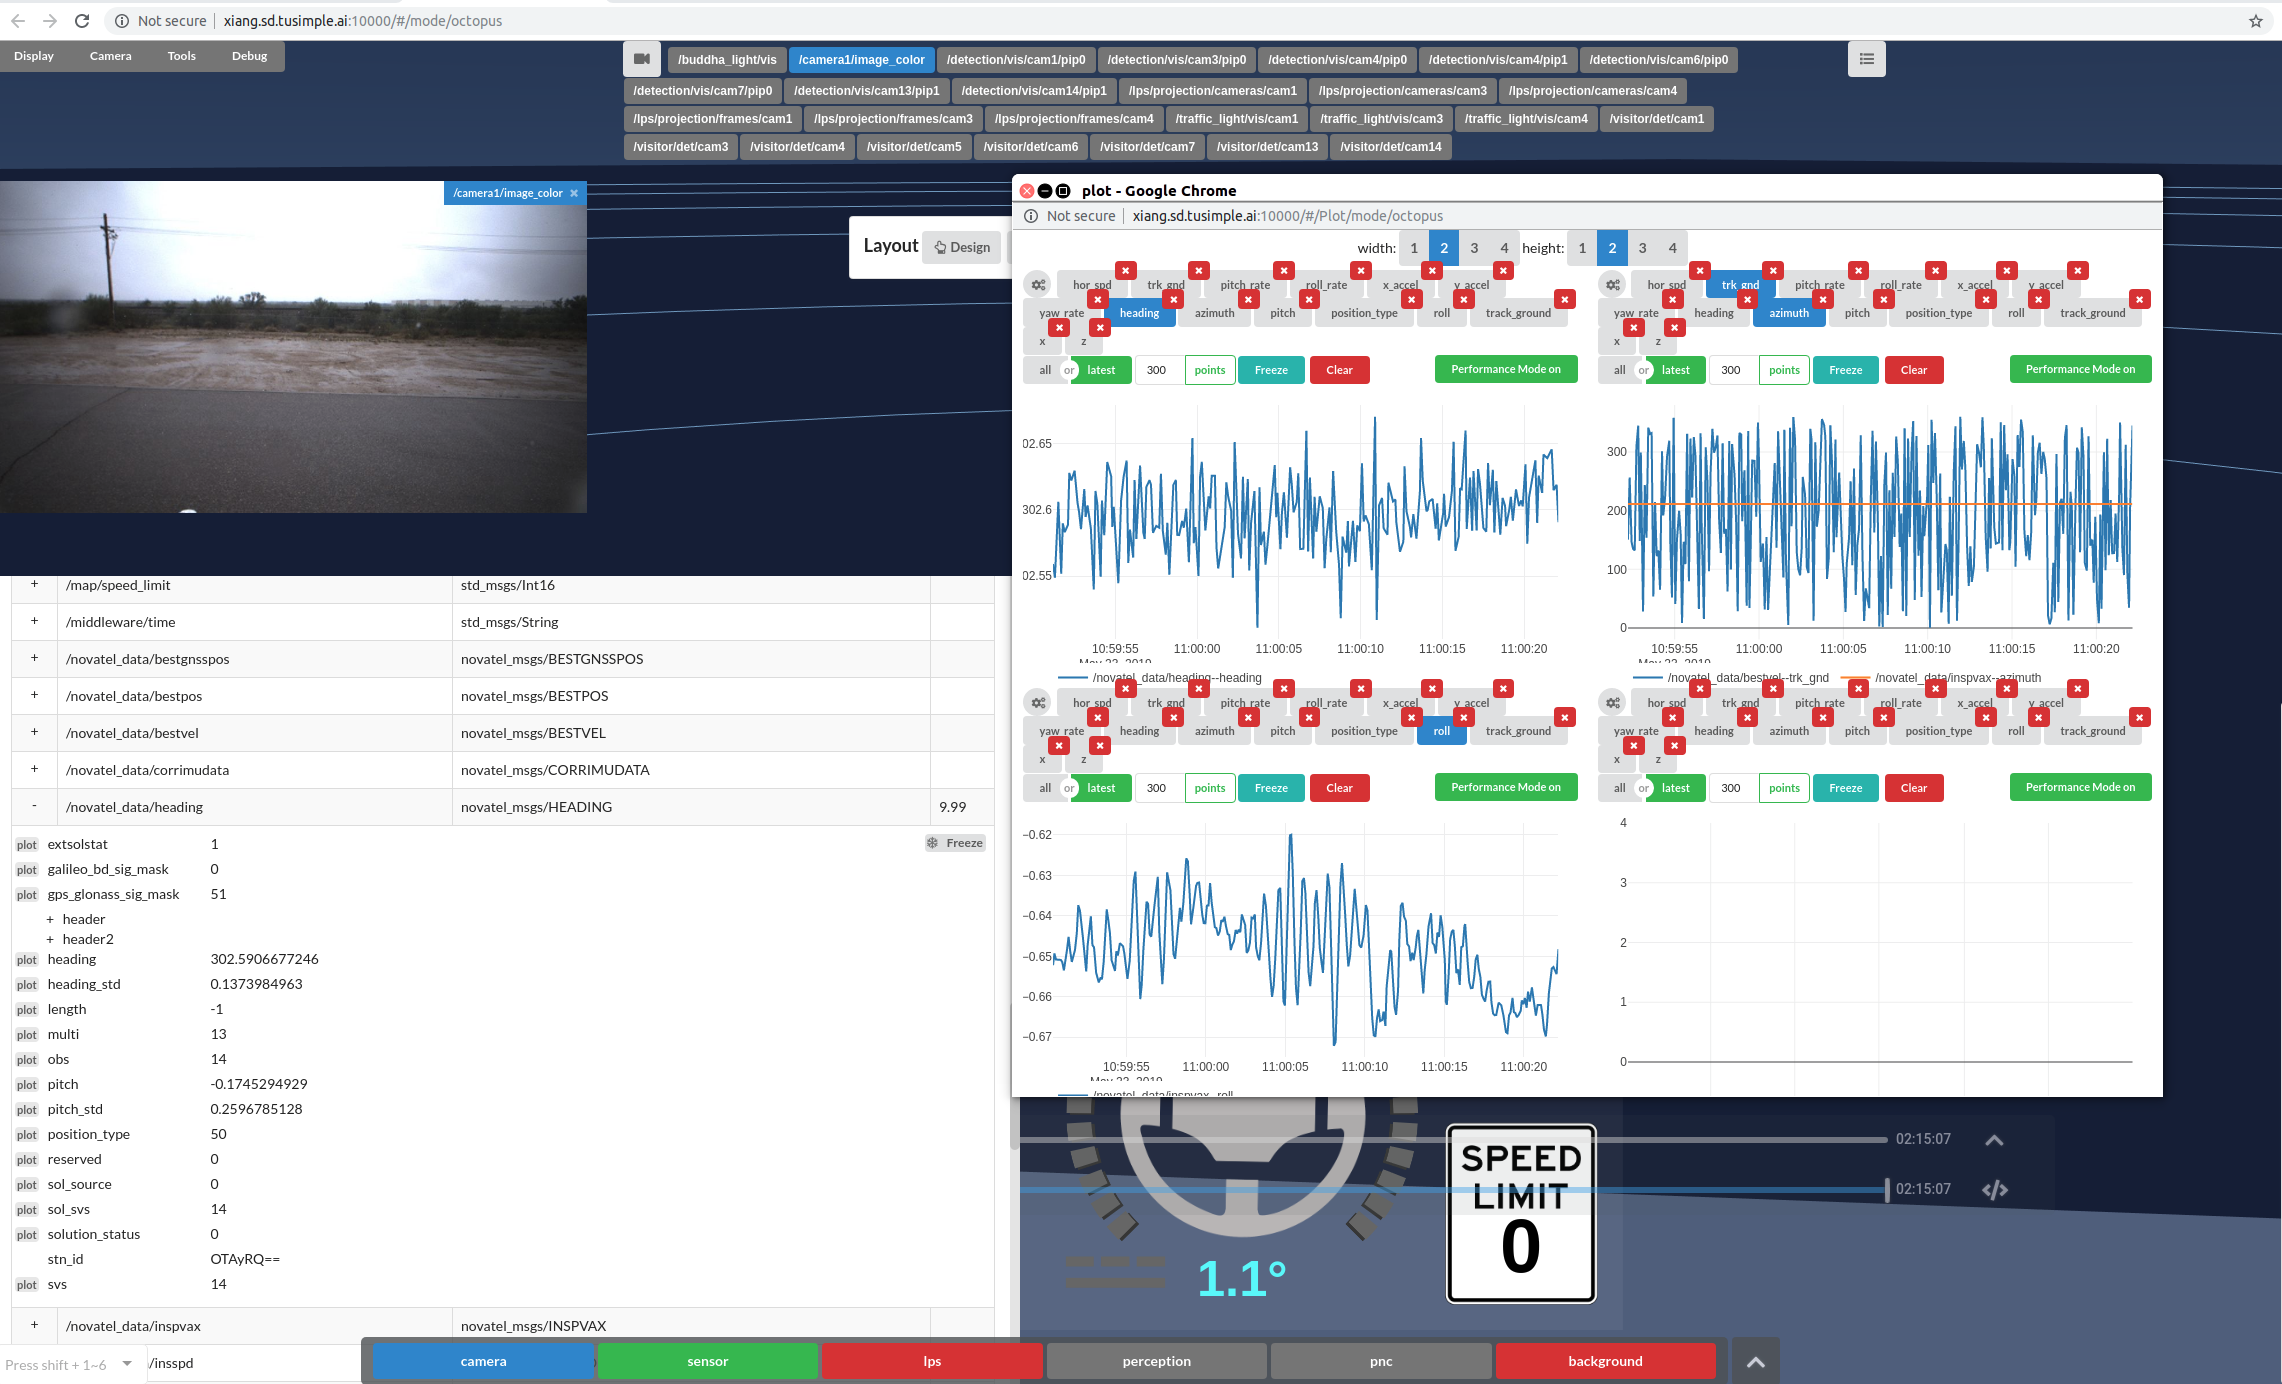 Not secure xiang.sd.tusimple.ai:10000/#/mode/octopus
Display Camera Tools Debug
/buddha_light/vis /camera1/image_color /detection/vis/cam1/pip0 /detection/vis/cam3/pip0 /detection/vis/cam4/pip0 /detection/vis/cam4/pip1 /detection/vis/cam6/pip0
/detection/vis/cam7/pip0 /detection/vis/cam13/pip1 /detection/vis/cam14/pip1 /lps/projection/cameras/cam1 /lps/projection/cameras/cam3 /lps/projection/cameras/cam4
/lps/projection/frames/cam1 /lps/projection/frames/cam3 /lps/projection/frames/cam4 /traffic_light/vis/cam1 /traffic_light/vis/cam3 /traffic_light/vis/cam4 /visitor/det/cam1
/visitor/det/cam3 /visitor/det/cam4 /visitor/det/cam5 /visitor/det/cam6 /visitor/det/cam7 /visitor/det/cam13 /visitor/det/cam14
/camera1/image_color
Layout Design
+ /map/speed_limit std_msgs/Int16
+ /middleware/time std_msgs/String
+ /novatel_data/bestgnsspos novatel_msgs/BESTGNSSPOS
+ /novatel_data/bestpos novatel_msgs/BESTPOS
+ /novatel_data/bestvel novatel_msgs/BESTVEL
+ /novatel_data/corrimudata novatel_msgs/CORRIMUDATA
- /novatel_data/heading novatel_msgs/HEADING 9.99
plot extsolstat 1 Freeze
plot galileo_bd_sig_mask 0
plot gps_glonass_sig_mask 51
+ header
+ header2
plot heading 302.5906677246
plot heading_std 0.1373984963
plot length -1
plot multi 13
plot obs 14
plot pitch -0.1745294929
plot pitch_std 0.2596785128
plot position_type 50
plot reserved 0
plot sol_source 0
plot sol_svs 14
plot solution_status 0
stn_id OTAyRQ==
plot svs 14
+ /novatel_data/inspvax novatel_msgs/INSPVAX
Press shift + 1~6 /insspd
plot - Google Chrome
Not secure xiang.sd.tusimple.ai:10000/#/Plot/mode/octopus
width: 1 2 3 4 height: 1 2 3 4
hor_spd trk_gnd pitch_rate roll_rate x_accel y_accel
yaw_rate heading azimuth pitch position_type roll track_ground
x z
all or latest 300 points Freeze Clear Performance Mode on
02.65
302.6
02.55
10:59:55 11:00:00 11:00:05 11:00:10 11:00:15 11:00:20
May 23, 2019
/novatel_data/heading--heading
hor_spd trk_gnd pitch_rate roll_rate x_accel y_accel
yaw_rate heading azimuth pitch position_type roll track_ground
x z
all or latest 300 points Freeze Clear Performance Mode on
300
200
100
0
10:59:55 11:00:00 11:00:05 11:00:10 11:00:15 11:00:20
May 23, 2019
/novatel_data/bestvel--trk_gnd /novatel_data/inspvax--azimuth
hor_spd trk_gnd pitch_rate roll_rate x_accel y_accel
yaw_rate heading azimuth pitch position_type roll track_ground
x z
all or latest 300 points Freeze Clear Performance Mode on
−0.62
−0.63
−0.64
−0.65
−0.66
−0.67
10:59:55 11:00:00 11:00:05 11:00:10 11:00:15 11:00:20
May 23, 2019
/novatel_data/inspvax--roll
hor_spd trk_gnd pitch_rate roll_rate x_accel y_accel
yaw_rate heading azimuth pitch position_type roll track_ground
x z
all or latest 300 points Freeze Clear Performance Mode on
4
3
2
1
0
02:15:07
02:15:07
SPEED
LIMIT
0
1.1°
camera sensor lps perception pnc background